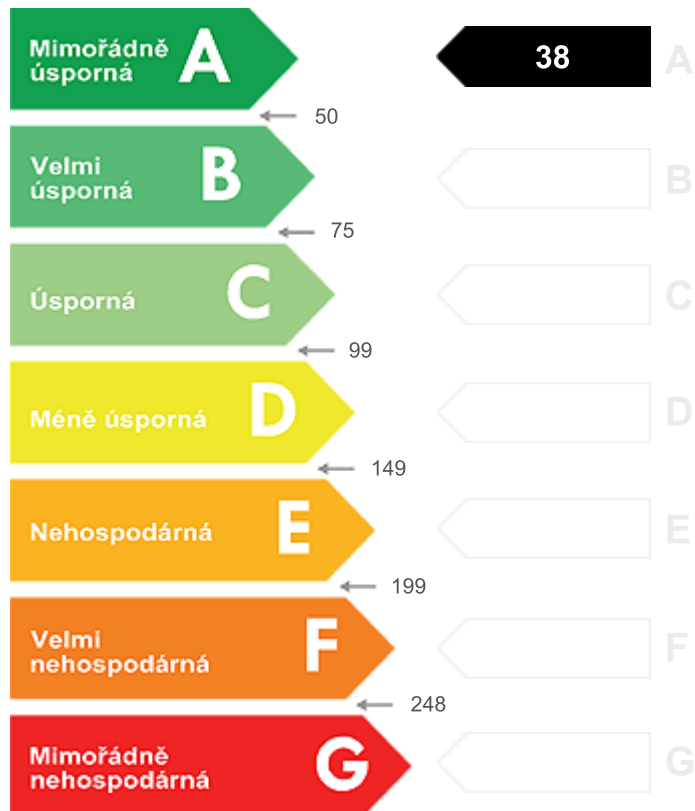 Mimořádně
úsporná
A
38
A
50
Velmi
úsporná
B
B
75
Úsporná
C
C
99
Méně úsporná
D
D
149
Nehospodárná
E
E
199
Velmi
nehospodárná
F
F
248
Mimořádně
nehospodárná
G
G